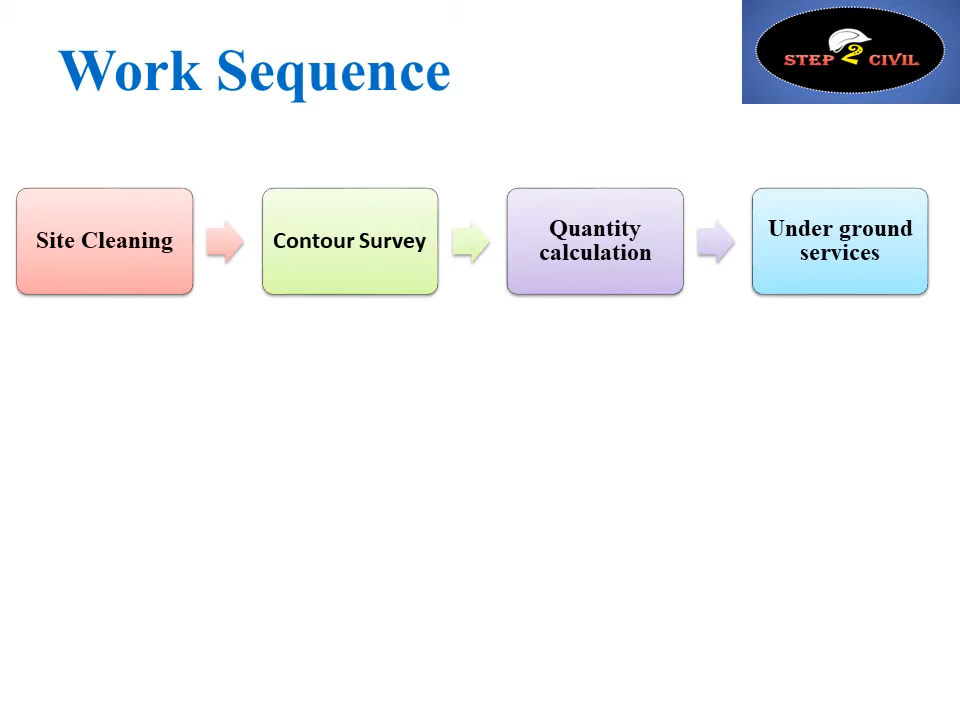 Work Sequence
STEP 2 CIVIL
Site Cleaning
Contour Survey
Quantity
calculation
Under ground
services